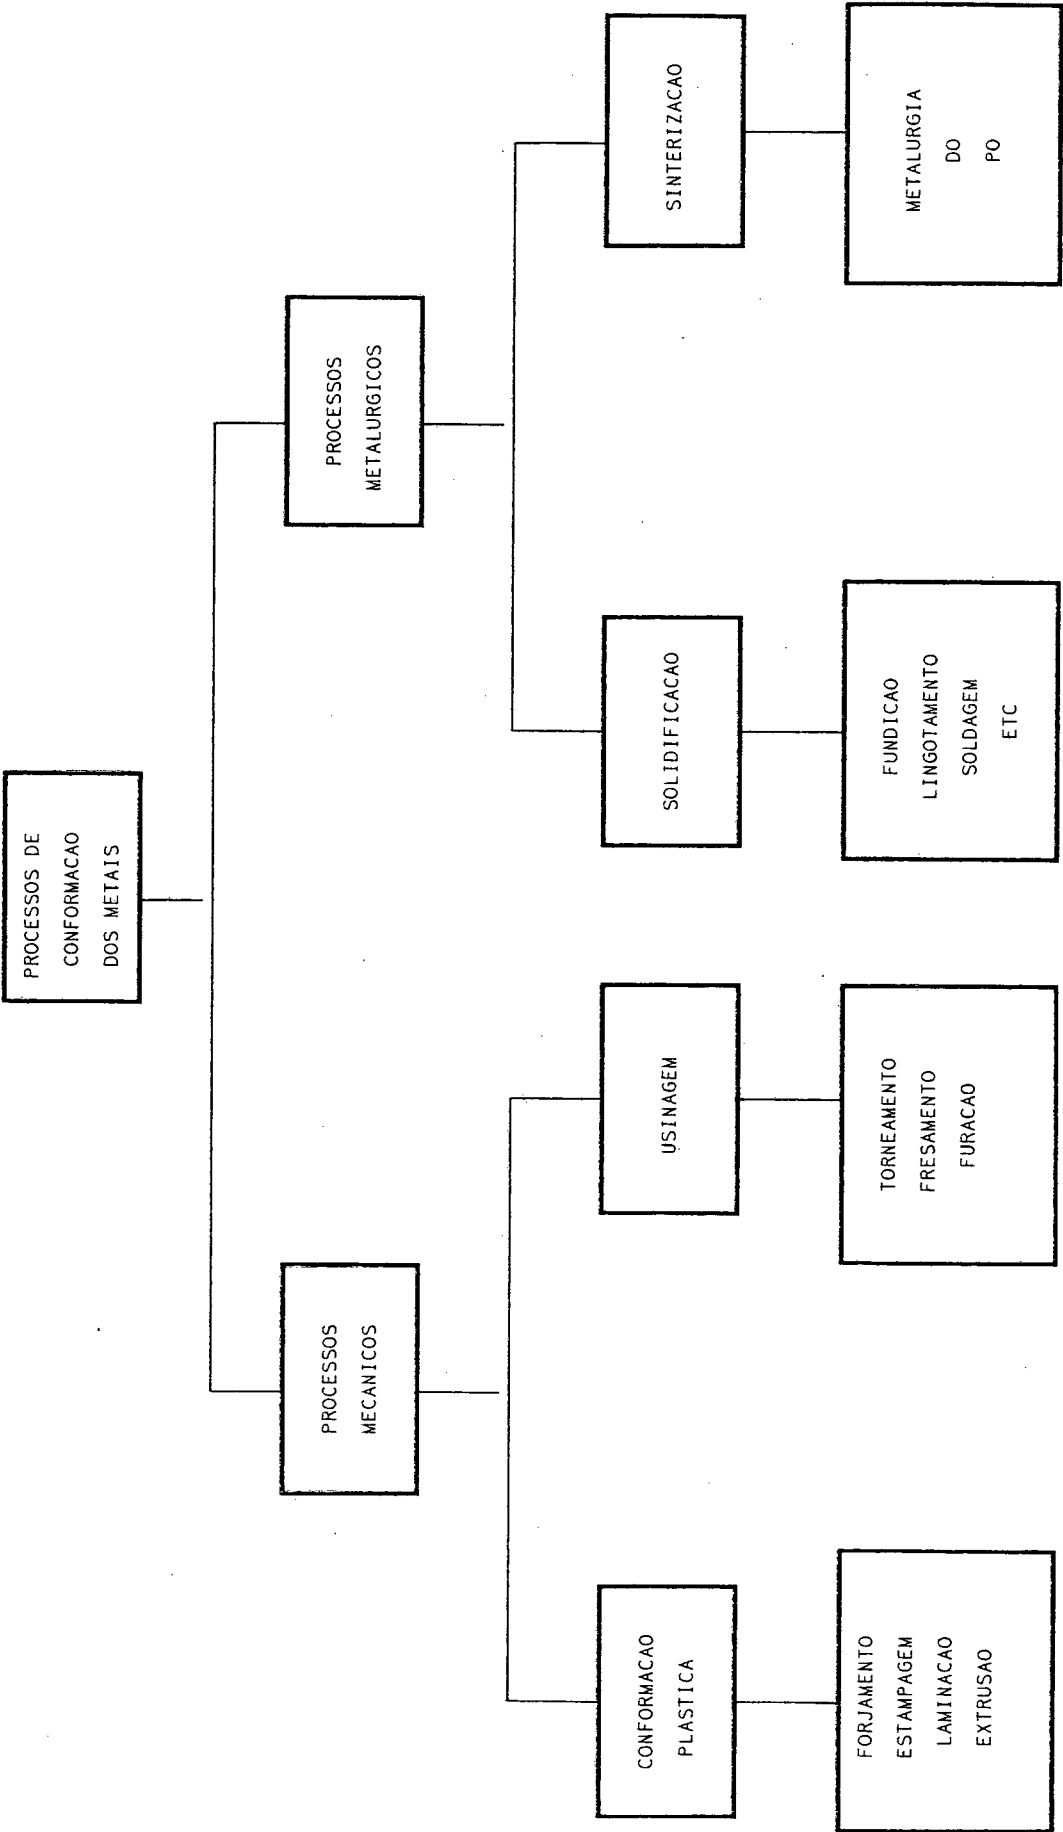 PROCESSOS DE
CONFORMACAO
DOS METAIS
PROCESSOS
MECANICOS
PROCESSOS
METALURGICOS
CONFORMACAO
PLASTICA
USINAGEM
SOLIDIFICACAO
SINTERIZACAO
FORJAMENTO
ESTAMPAGEM
LAMINACAO
EXTRUSAO
TORNEAMENTO
FRESAMENTO
FURACAO
FUNDICAO
LINGOTAMENTO
SOLDAGEM
ETC
METALURGIA
DO
PO